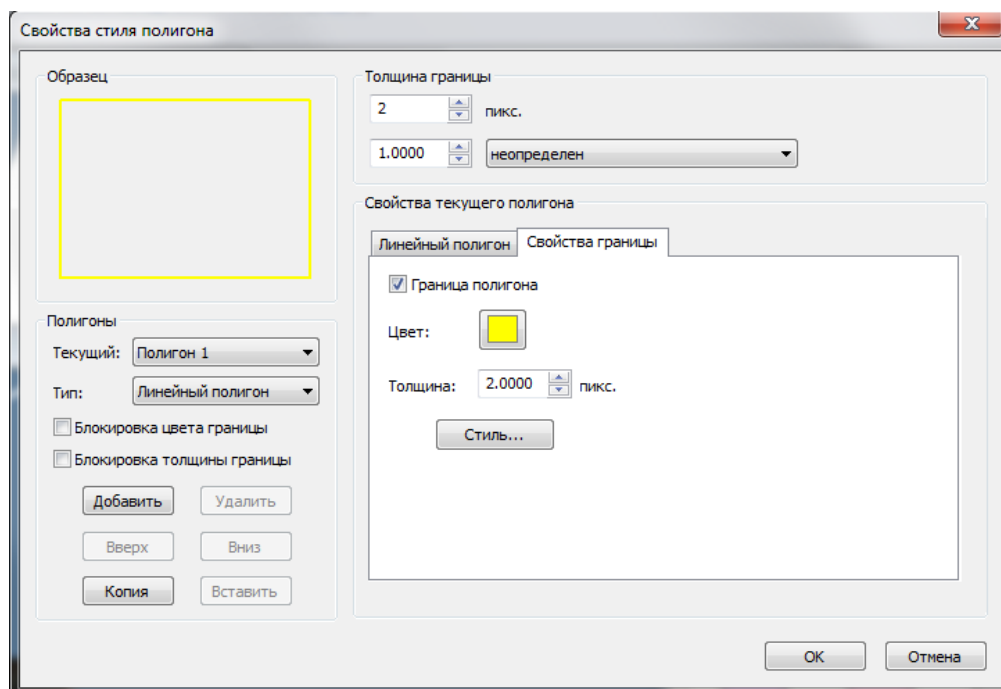 Свойства стиля полигона
Образец
Толщина границы
2 пикс.
1.0000 неопределен
Свойства текущего полигона
Линейный полигон Свойства границы
Граница полигона
Цвет:
Толщина: 2.0000 пикс.
Стиль...
Полигоны
Текущий: Полигон 1
Тип: Линейный полигон
Блокировка цвета границы
Блокировка толщины границы
Добавить Удалить
Вверх Вниз
Копия Вставить
OK Отмена